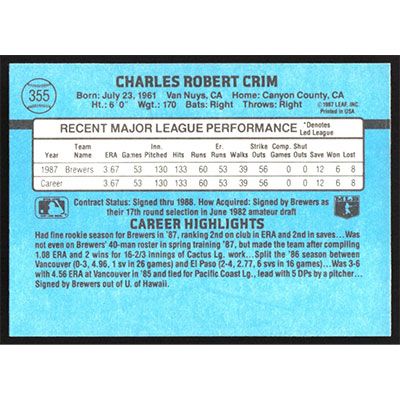 355
CHARLES ROBERT CRIM
Born: July 23, 1961 Van Nuys, CA Home: Canyon County, CA
Ht.: 6'0" Wgt.: 170 Bats: Right Throws: Right
© 1987 LEAF, INC.
Printed in USA
RECENT MAJOR LEAGUE PERFORMANCE *Denotes Led League
Year Team Name ERA Games Inn. Pitched Hits Runs Er. Runs Walks Strike Outs Comp. Games Shut Outs Save Won Lost
1987 Brewers 3.67 53 130 133 60 53 39 56 0 0 12 6 8
Career 3.67 53 130 133 60 53 39 56 0 0 12 6 8
Contract Status: Signed thru 1988. How Acquired: Signed by Brewers as
their 17th round selection in June 1982 amateur draft
CAREER HIGHLIGHTS
Had fine rookie season for Brewers in '87, ranking 2nd on club in ERA and 2nd in saves...Was
not even on Brewers' 40-man roster in spring training '87, but made the team after compiling
1.08 ERA and 2 wins for 16-2/3 innings of Cactus Lg. work...Split the '86 season between
Vancouver (0-3, 4.96, 1 sv in 26 games) and El Paso (2-4, 2.77, 6 svs in 16 games)...Was 3-6
with 4.56 ERA at Vancouver in '85 and tied for Pacific Coast Lg., lead with 5 DPs by a pitcher...
Signed by Brewers out of U. of Hawaii.